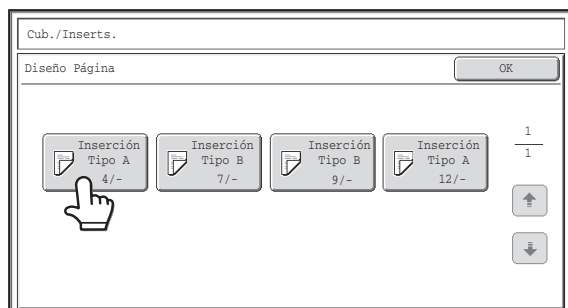 Cub./Inserts.
Diseño Página
OK
Inserción
Tipo A
4/-
Inserción
Tipo B
7/-
Inserción
Tipo B
9/-
Inserción
Tipo A
12/-
1
1